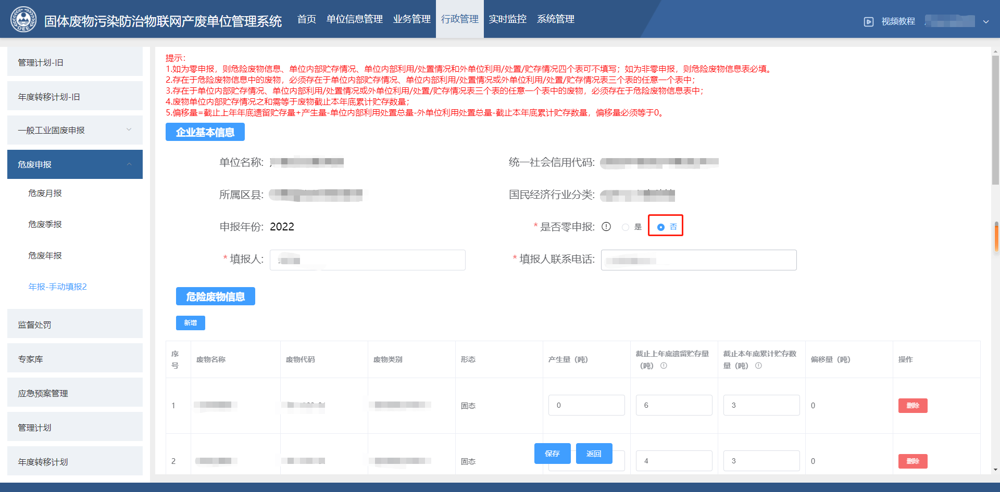 固体废物污染防治物联网产废单位管理系统
首页 单位信息管理 业务管理 行政管理 实时监控 系统管理
视频教程
管理计划-旧
年度转移计划-旧
一般工业固废申报
危废申报
危废月报
危废季报
危废年报
年报-手动填报2
监督处罚
专家库
应急预案管理
管理计划
年度转移计划
提示:
1.如为零申报，则危险废物信息、单位内部贮存情况、单位内部利用/处置情况和外单位利用/处置/贮存情况四个表可不填写；如为非零申报，则危险废物信息表必填。
2.存在于危险废物信息中的废物，必须存在于单位内部贮存情况、单位内部利用/处置情况或外单位利用/处置/贮存情况表三个表的任意一个表中；
3.存在于单位内部贮存情况、单位内部利用/处置情况或外单位利用/处置/贮存情况表三个表的任意一个表中的废物，必须存在于危险废物信息表中；
4.废物单位内部贮存情况之和需等于废物截止本年底累计贮存数量；
5.偏移量=截止上年年底遗留贮存量+产生量-单位内部利用处置总量-外单位利用处置总量-截止本年底累计贮存数量，偏移量必须等于0。
企业基本信息
单位名称:
统一社会信用代码:
所属区县:
国民经济行业分类:
申报年份: 2022
*是否零申报: 是 否
*填报人:
*填报人联系电话:
危险废物信息
新增
序号 废物名称 废物代码 废物类别 形态 产生量（吨） 截止上年底遗留贮存量（吨） 截止本年底累计贮存数量（吨） 偏移量（吨） 操作
1 固态 0 6 3 0 删除
2 固态 4 3 0 删除
保存 返回